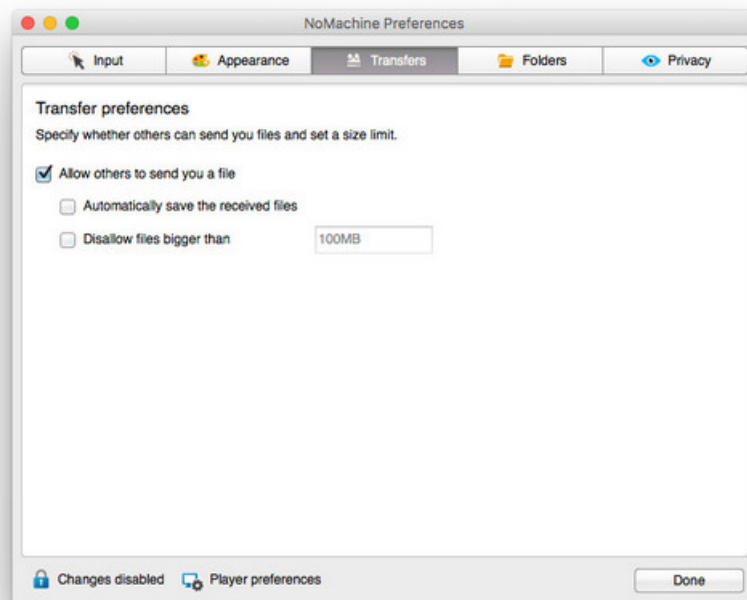 NoMachine Preferences
Input Appearance Transfers Folders Privacy
Transfer preferences
Specify whether others can send you files and set a size limit.
Allow others to send you a file
Automatically save the received files
Disallow files bigger than 100MB
Changes disabled Player preferences Done